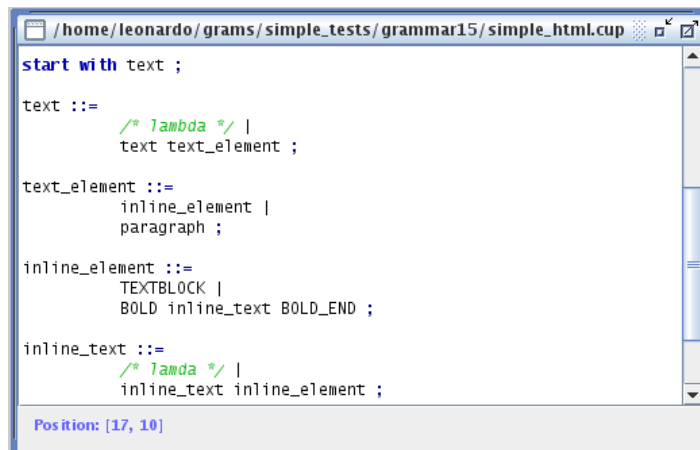 /home/leonardo/grams/simple_tests/grammar15/simple_html.cup
start with text ;
text ::=
/* lambda */ |
text text_element ;
text_element ::=
inline_element |
paragraph ;
inline_element ::=
TEXTBLOCK |
BOLD inline_text BOLD_END ;
inline_text ::=
/* lamda */ |
inline_text inline_element ;
Position: [17, 10]